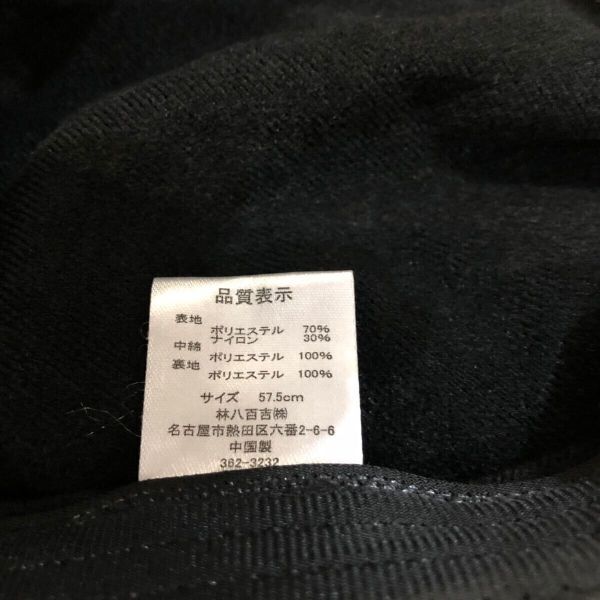 品質表示
表地
ポリエステル 70%
ナイロン 30%
中綿
ポリエステル 100%
裏地
ポリエステル 100%
サイズ 57.5cm
林八百吉㈱
名古屋市熱田区六番2-6-6
中国製
362-3232